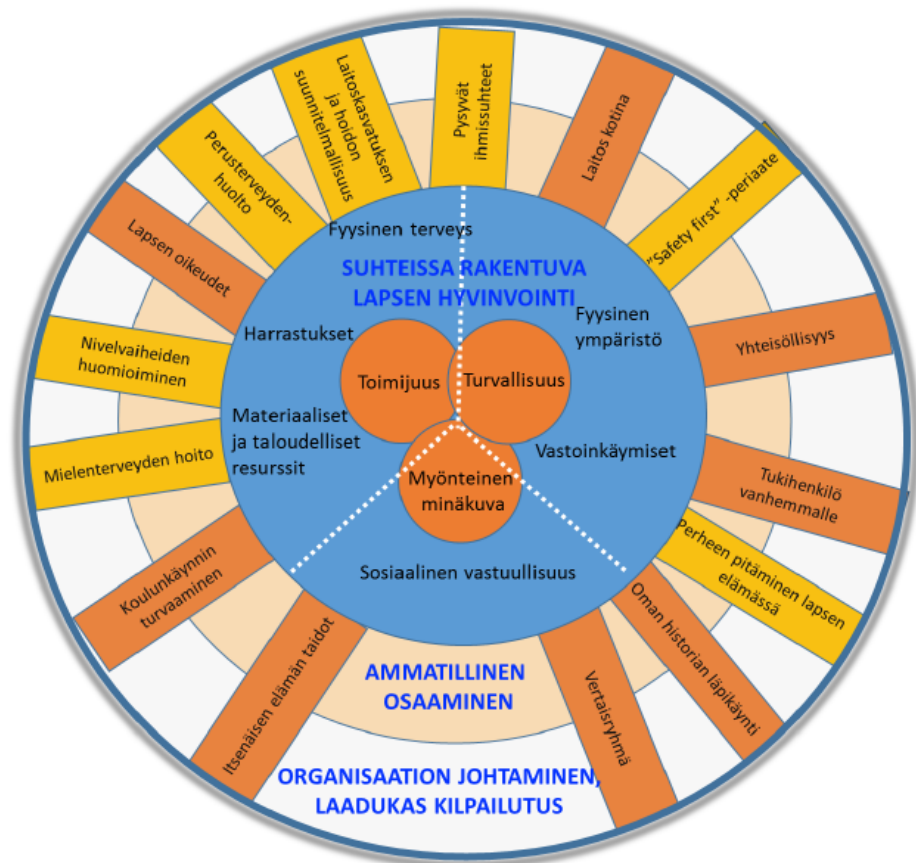 Laitoskasvatuksen
ja hoidon
suunnitelmallisuus
Pysyvät
ihmissuhteet
Laitos kotina
"Safety first" -periaate
Yhteisöllisyys
Tukihenkilö
vanhemmalle
Perheen pitäminen lapsen
elämässä
Oman historian läpikäynti
Vertaisryhmä
Itsenäisen elämän taidot
Koulunkäynnin
turvaaminen
Mielenterveyden hoito
Nivelvaiheiden
huomioiminen
Lapsen oikeudet
Perusterveyden-
huolto
Fyysinen terveys
SUHTEISSA RAKENTUVA
LAPSEN HYVINVOINTI
Harrastukset
Fyysinen
ympäristö
Toimijuus
Turvallisuus
Materiaaliset
ja taloudelliset
resurssit
Vastoinkäymiset
Myönteinen
minäkuva
Sosiaalinen vastuullisuus
AMMATILLINEN
OSAAMINEN
ORGANISAATION JOHTAMINEN,
LAADUKAS KILPAILUTUS